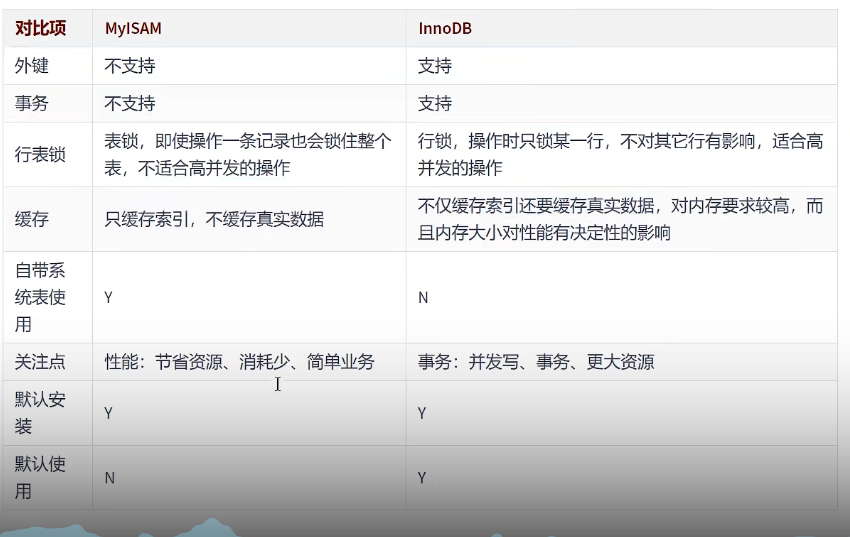 对比项 MyISAM InnoDB
外键 不支持 支持
事务 不支持 支持
行表锁 表锁，即使操作一条记录也会锁住整个表，不适合高并发的操作 行锁，操作时只锁某一行，不对其它行有影响，适合高并发的操作
缓存 只缓存索引，不缓存真实数据 不仅缓存索引还要缓存真实数据，对内存要求较高，而且内存大小对性能有决定性的影响
自带系统表使用 Y N
关注点 性能：节省资源、消耗少、简单业务 事务：并发写、事务、更大资源
默认安装 Y Y
默认使用 N Y